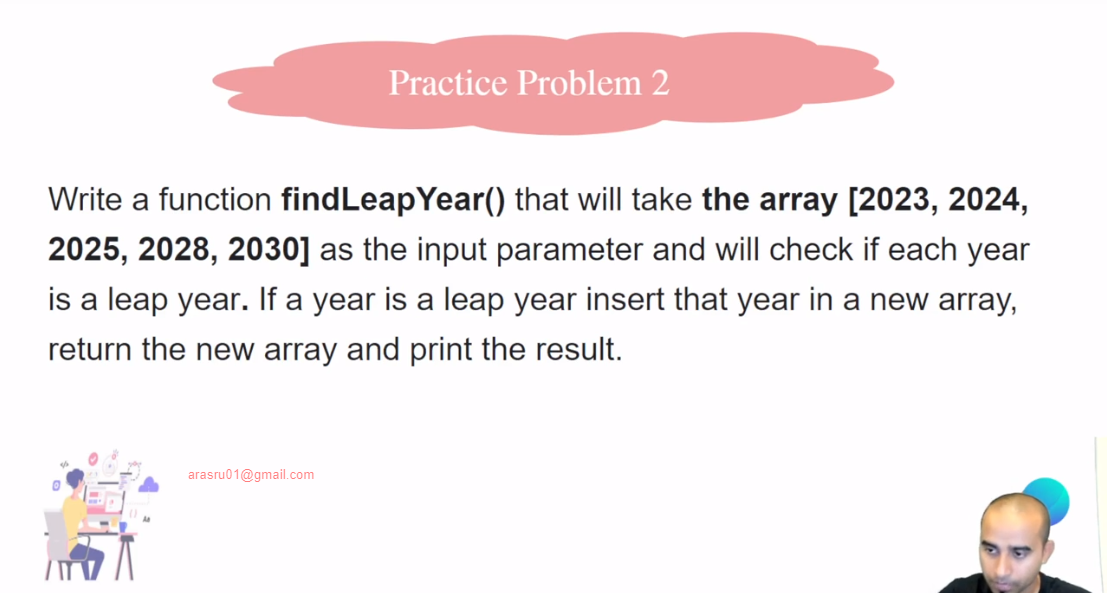 Practice Problem 2
Write a function findLeapYear() that will take the array [2023, 2024,
2025, 2028, 2030] as the input parameter and will check if each year
is a leap year. If a year is a leap year insert that year in a new array,
return the new array and print the result.
arasru01@gmail.com